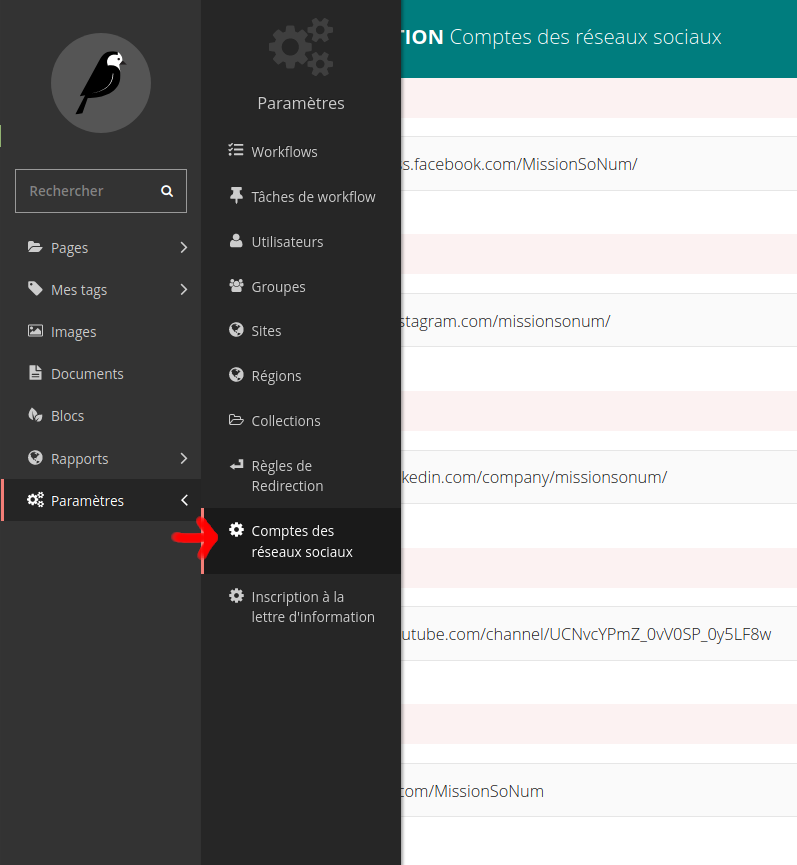 Rechercher
Pages
Mes tags
Images
Documents
Blocs
Rapports
Paramètres
Paramètres
Workflows
Tâches de workflow
Utilisateurs
Groupes
Sites
Régions
Collections
Règles de
Redirection
Comptes des
réseaux sociaux
Inscription à la
lettre d'information
TION Comptes des réseaux sociaux
s.facebook.com/MissionSoNum/
stagram.com/missionsonum/
kedin.com/company/missionsonum/
utube.com/channel/UCNvcYPmZ_0vV0SP_0y5LF8w
com/MissionSoNum